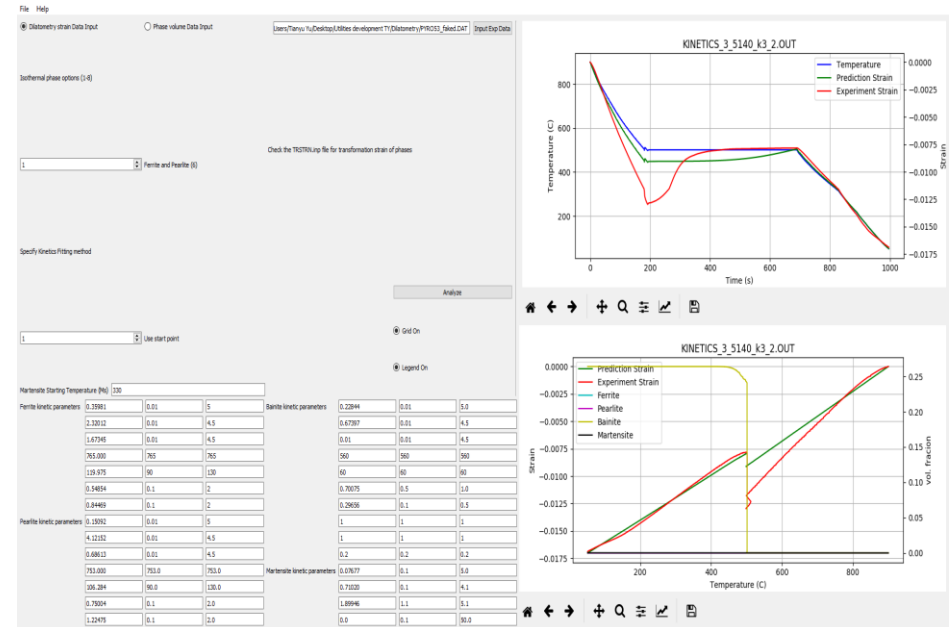 File Help
Dilatometry strain Data Input Phase volume Data Input Users/Tianyu Yu/Desktop/Utilities development TY/Dilatometry/PYROS3_faked.DAT Input Exp Data
Isothermal phase options (1-8)
Check the TRSTRN.inp file for transformation strain of phases
1 Ferrite and Pearlite (6)
Specify Kinetics Fitting method
Analyze
Grid On
1 Use start point
Legend On
Martensite Starting Temperature (Ms) 330
Ferrite kinetic parameters 0.35981 0.01 5 Bainite kinetic parameters 0.22844 0.01 5.0
2.32012 0.01 4.5 0.67397 0.01 4.5
1.67345 0.01 4.5 0.01 0.01 4.5
765.000 765 765 560 560 560
119.975 90 130 60 60 60
0.54854 0.1 2 0.70075 0.5 1.0
0.84469 0.1 2 0.29656 0.1 0.5
Pearlite kinetic parameters 0.15092 0.01 5 1 1 1
4.12152 0.01 4.5 1 1 1
0.68613 0.01 4.5 0.2 0.2 0.2
753.000 753.0 753.0 Martensite kinetic parameters 0.07677 0.1 5.0
106.284 90.0 130.0 0.71020 0.1 4.1
0.75004 0.1 2.0 1.89946 1.1 5.1
1.22475 0.1 2.0 0.0 0.1 30.0
KINETICS_3_5140_k3_2.OUT
Temperature
Prediction Strain
Experiment Strain
800
600
400
200
Temperature (C)
0.0000
−0.0025
−0.0050
−0.0075
−0.0100
−0.0125
−0.0150
−0.0175
Strain
0 200 400 600 800 1000
Time (s)
KINETICS_3_5140_k3_2.OUT
Prediction Strain
Experiment Strain
Ferrite
Pearlite
Bainite
Martensite
0.0000
−0.0025
−0.0050
−0.0075
−0.0100
−0.0125
−0.0150
−0.0175
Strain
0.25
0.20
0.15
0.10
0.05
0.00
vol. fracion
200 400 600 800
Temperature (C)